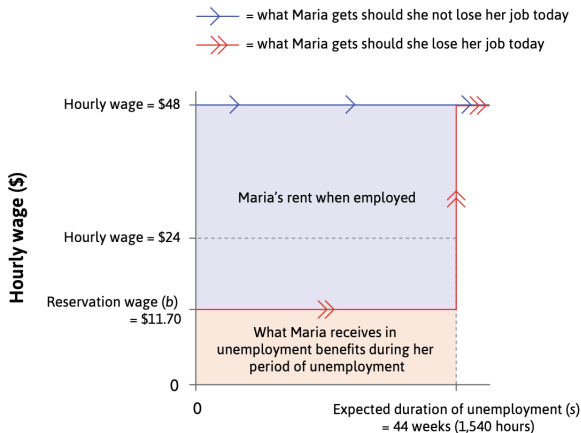 = what Maria gets should she not lose her job today
= what Maria gets should she lose her job today
Hourly wage ($)
Hourly wage = $48
Maria's rent when employed
Hourly wage = $24
Reservation wage (b)
= $11.70
What Maria receives in
unemployment benefits during her
period of unemployment
0
0
Expected duration of unemployment (s)
= 44 weeks (1,540 hours)